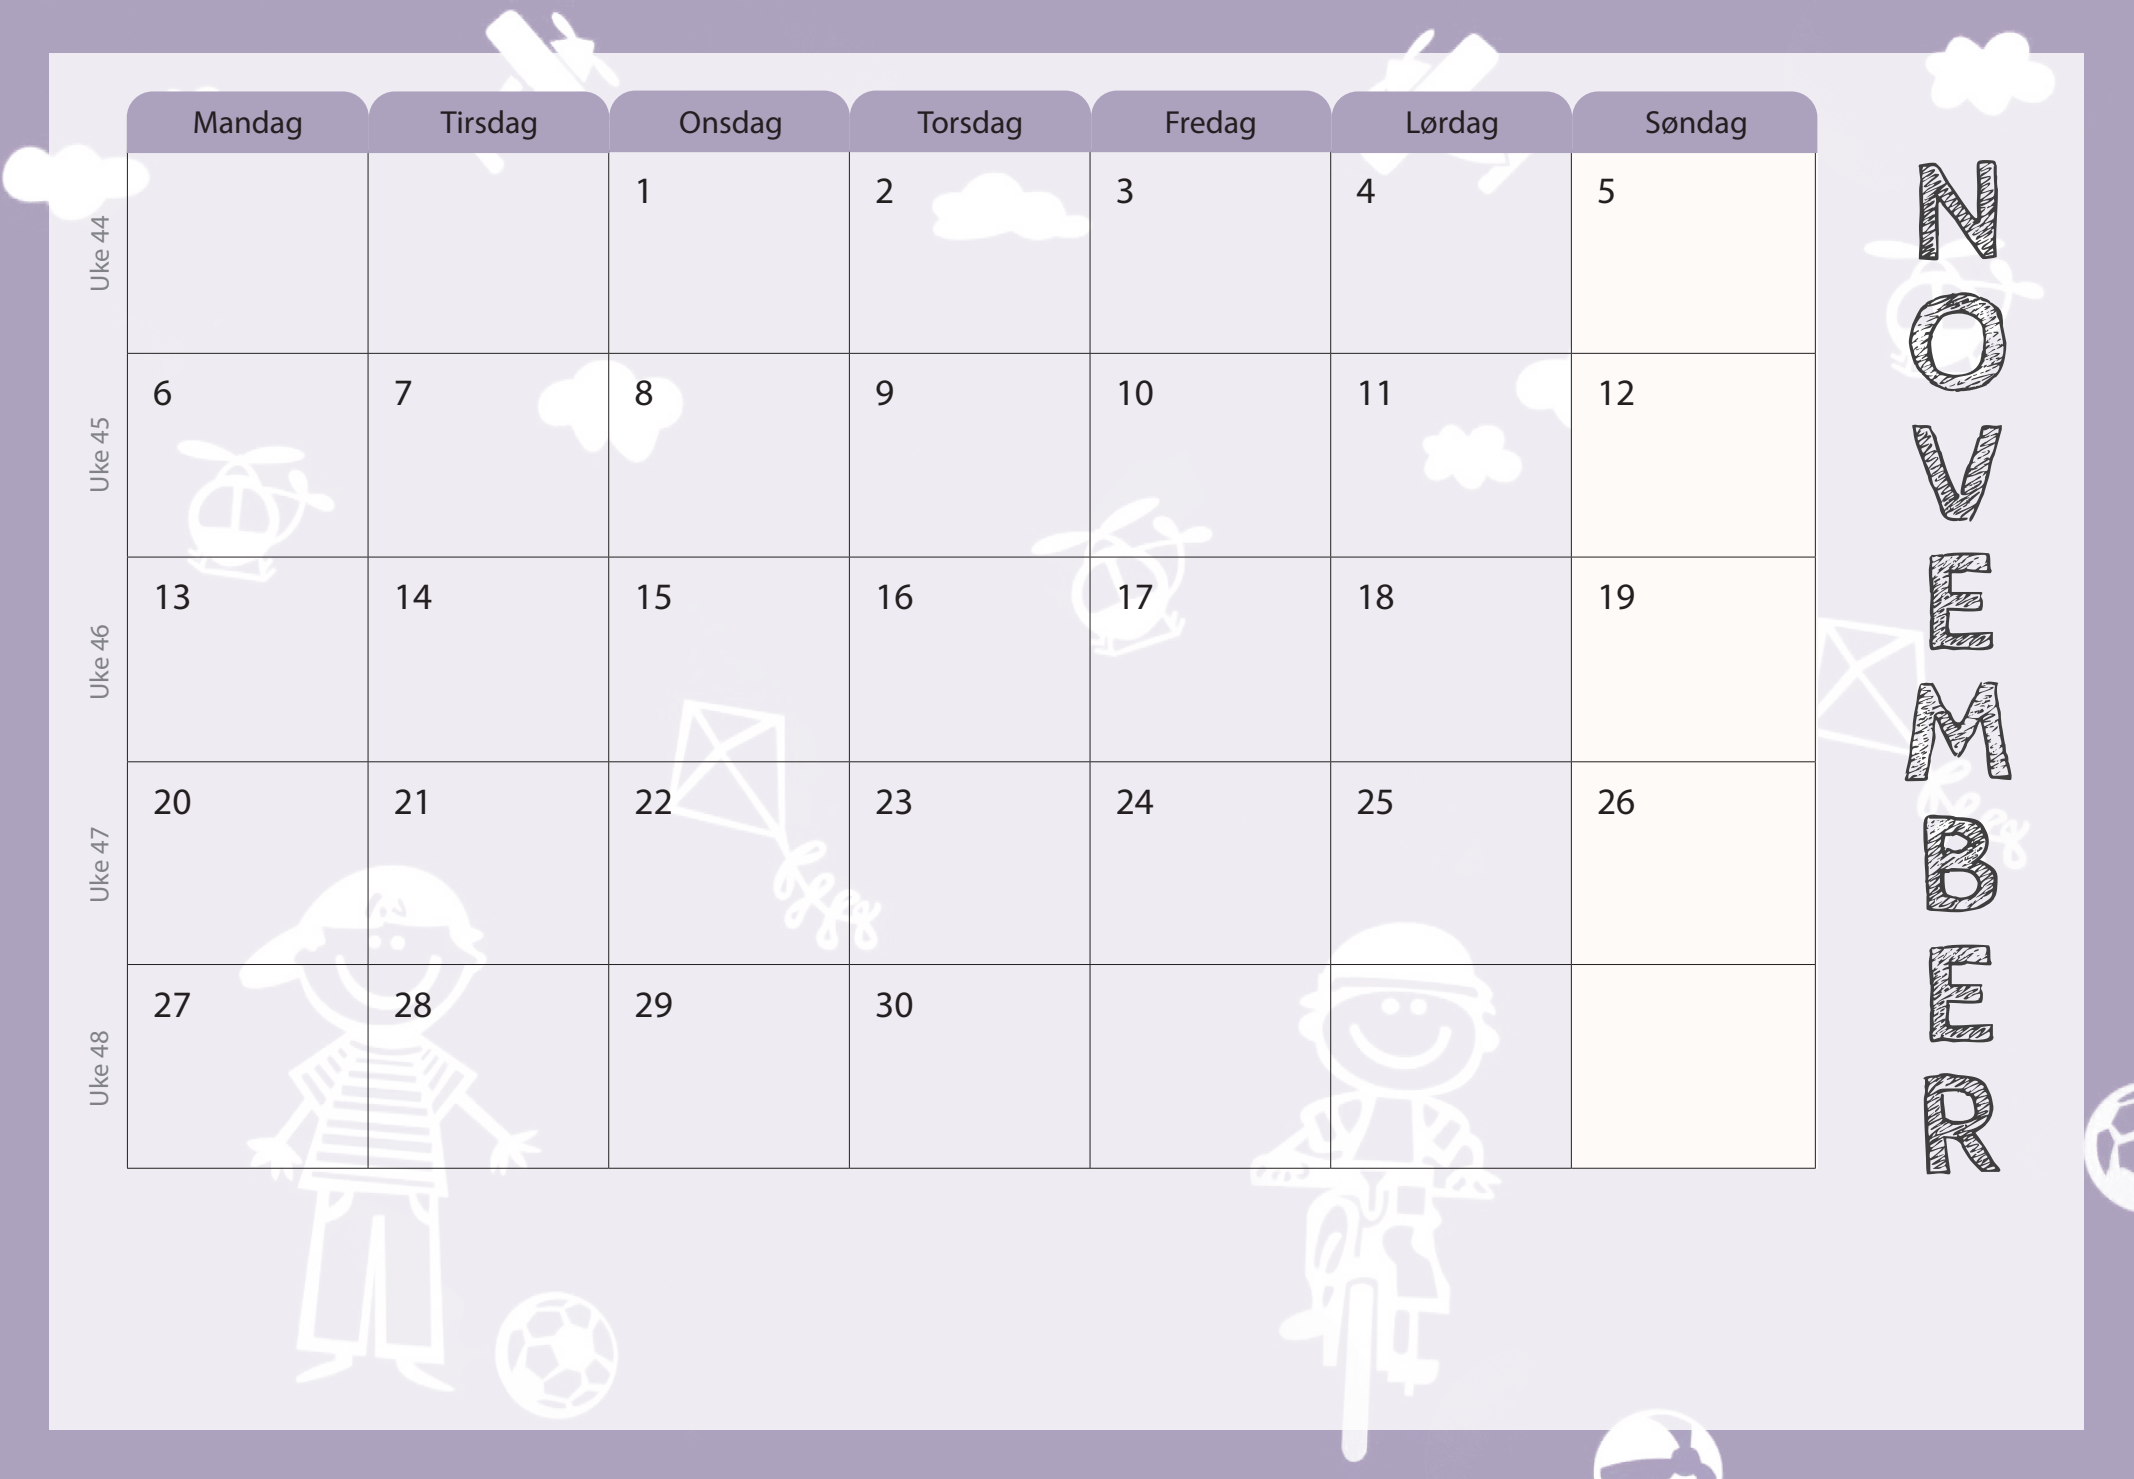 Mandag Tirsdag Onsdag Torsdag Fredag Lørdag Søndag
Uke 44
1 2 3 4 5
Uke 45
6 7 8 9 10 11 12
Uke 46
13 14 15 16 17 18 19
Uke 47
20 21 22 23 24 25 26
Uke 48
27 28 29 30
NOVEMBER